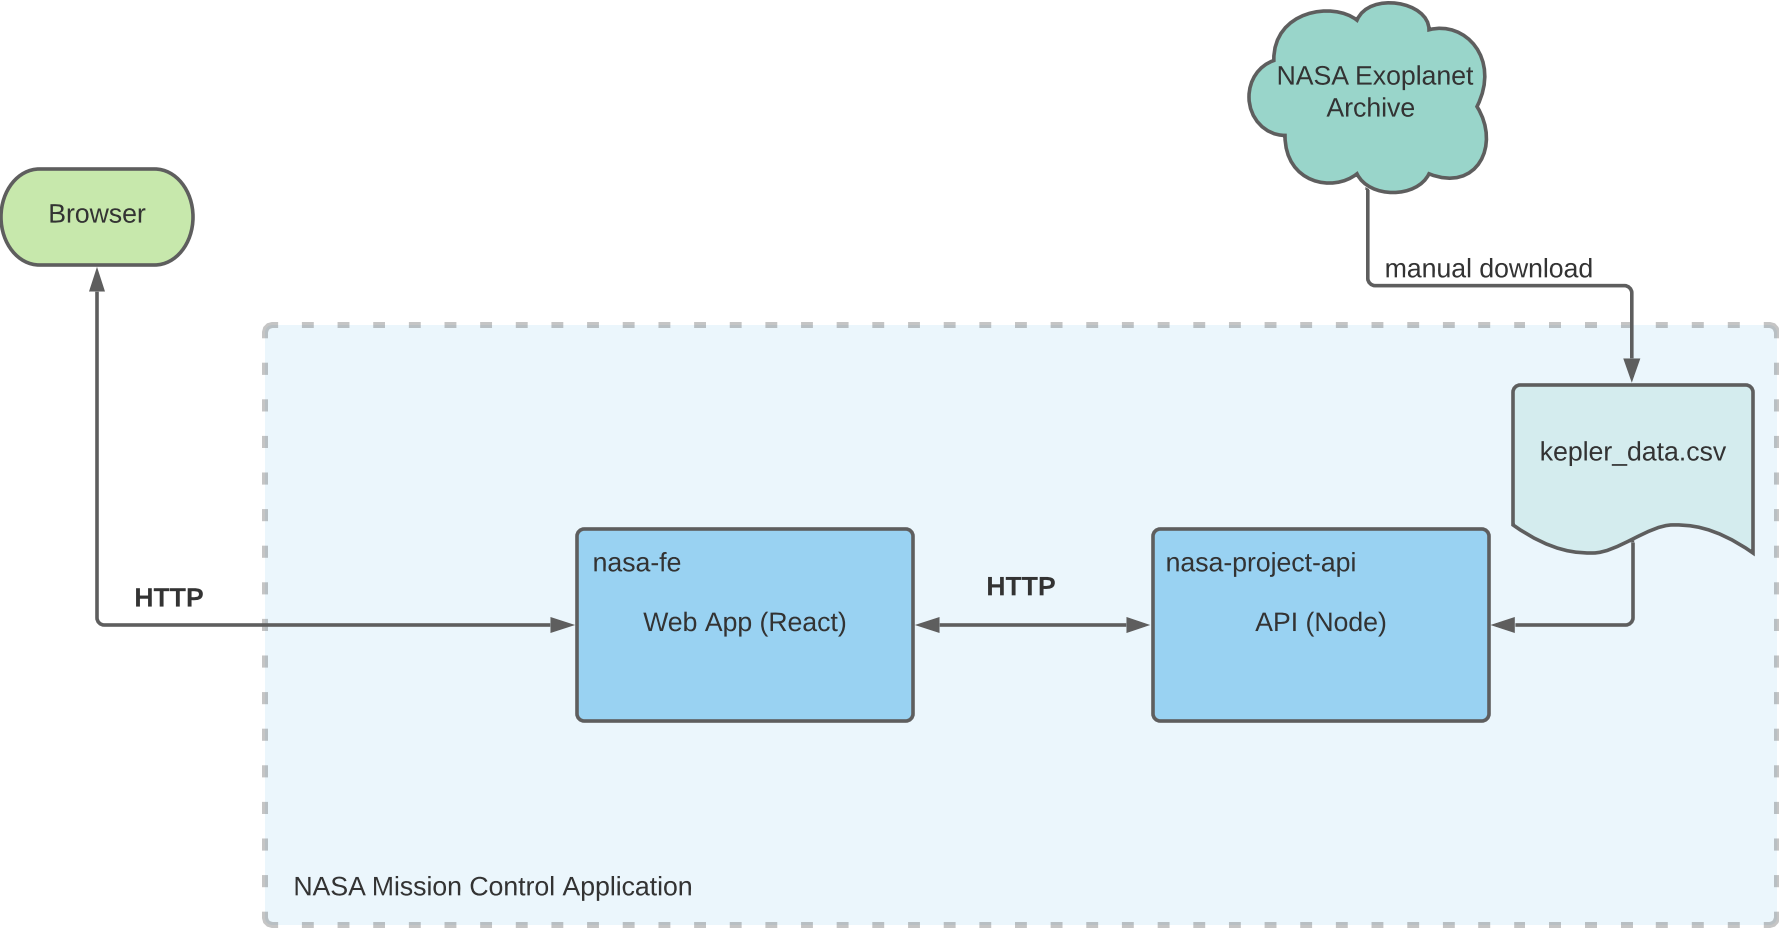 NASA Exoplanet
Archive
Browser
manual download
kepler_data.csv
nasa-fe
nasa-project-api
HTTP
HTTP
Web App (React)
API (Node)
NASA Mission Control Application